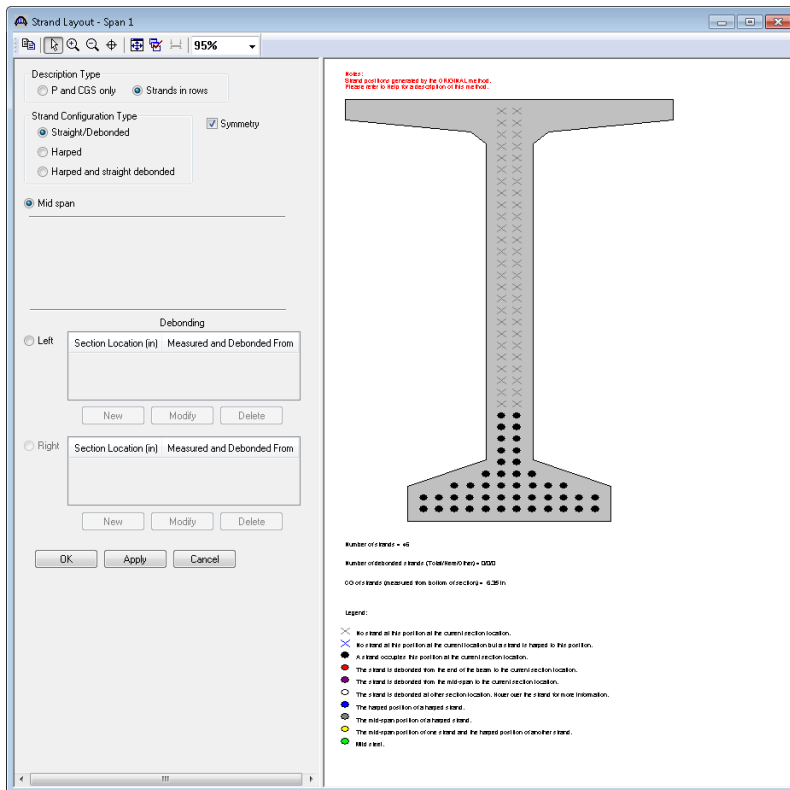 Strand Layout - Span 1
95%
Description Type
P and CGS only
Strands in rows
Strand Configuration Type
Straight/Debonded
Symmetry
Harped
Harped and straight debonded
Mid span
Debonding
Left
Section Location (in) Measured and Debonded From
New Modify Delete
Right
Section Location (in) Measured and Debonded From
New Modify Delete
OK Apply Cancel
Notes:
Strand positions generated by the ORIGINAL method.
Please refer to Help for a description of this method.
Number of strands = 46
Number of debonded strands (Total/Here/Other) = 0/0/0
CG of strands (measured from bottom of section) = 6.35 in
Legend:
No strand at this position at the current section location.
No strand at this position at the current location but a strand is harped to this position.
A strand occupies this position at the current section location.
The strand is debonded from the end of the beam to the current section location.
The strand is debonded from the mid-span to the current section location.
The strand is debonded at other section location. Hover over the strand for more information.
The harped position of a harped strand.
The mid-span position of a harped strand.
The mid-span position of one strand and the harped position of another strand.
Mild steel.